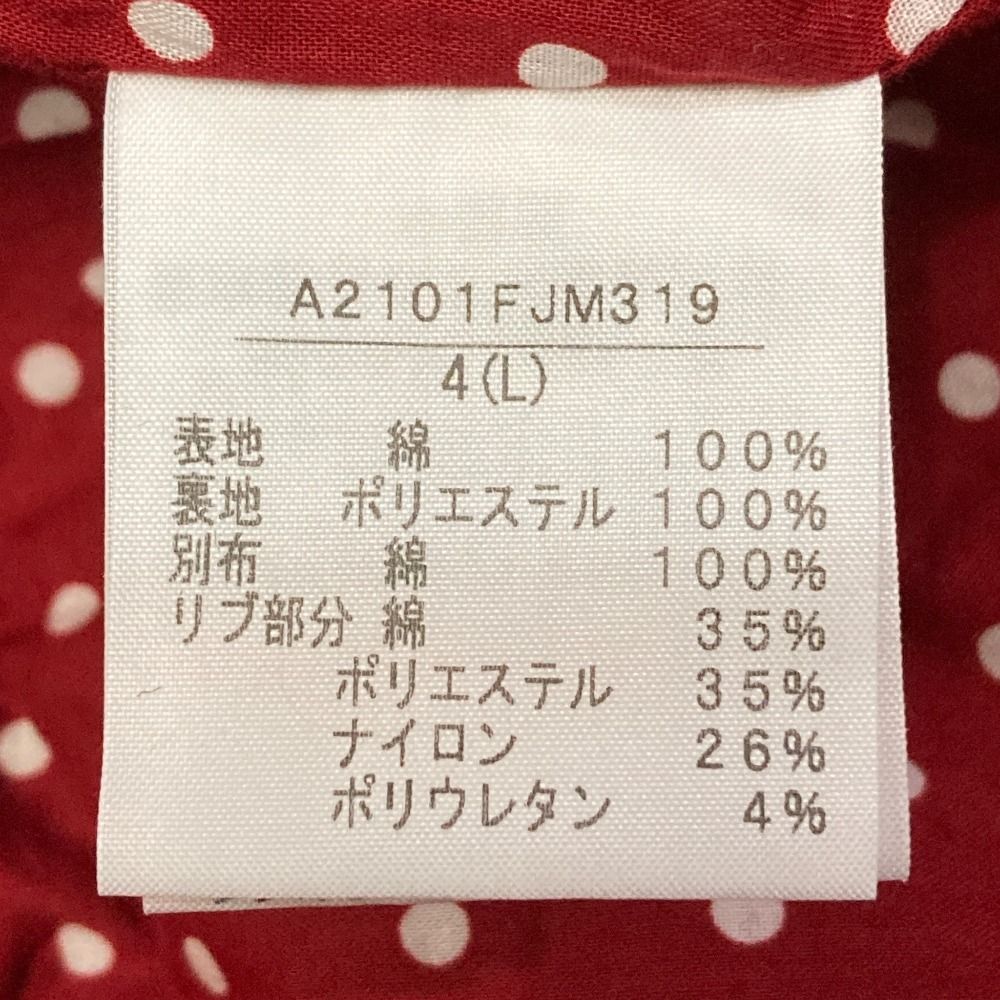 A2101FJM319
4(L)
表地 綿 100%
裏地 ポリエステル 100%
別布 綿 100%
リブ部分 綿 35%
ポリエステル 35%
ナイロン 26%
ポリウレタン 4%